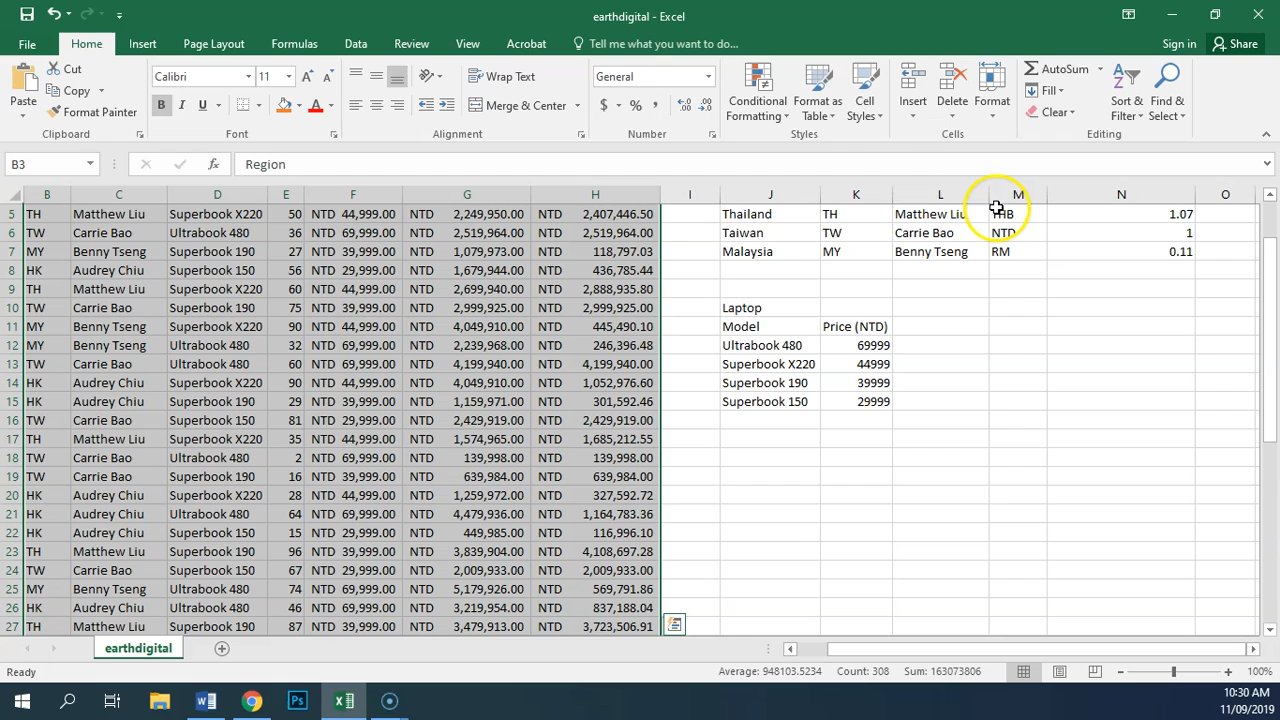 earthdigital - Excel
File Home Insert Page Layout Formulas Data Review View Acrobat Tell me what you want to do... Sign in Share
Paste Cut Copy Format Painter Clipboard
Calibri 11 A A B I U A Font
Wrap Text Merge & Center Alignment
General $ % , Number
Conditional Formatting Format as Table Cell Styles Styles
Insert Delete Format Cells
AutoSum Fill Clear Sort & Filter Find & Select Editing
B3 fx Region
B C D E F G H I J K L M N O
5 TH Matthew Liu Superbook X220 50 NTD 44,999.00 NTD 2,249,950.00 NTD 2,407,446.50 Thailand TH Matthew Liu 1.07
6 TW Carrie Bao Ultrabook 480 36 NTD 69,999.00 NTD 2,519,964.00 NTD 2,519,964.00 Taiwan TW Carrie Bao NTD 1
7 MY Benny Tseng Superbook 190 27 NTD 39,999.00 NTD 1,079,973.00 NTD 118,797.03 Malaysia MY Benny Tseng RM 0.11
8 HK Audrey Chiu Superbook 150 56 NTD 29,999.00 NTD 1,679,944.00 NTD 436,785.44
9 TH Matthew Liu Superbook X220 60 NTD 44,999.00 NTD 2,699,940.00 NTD 2,888,935.80
10 TW Carrie Bao Superbook 190 75 NTD 39,999.00 NTD 2,999,925.00 NTD 2,999,925.00 Laptop
11 MY Benny Tseng Superbook X220 90 NTD 44,999.00 NTD 4,049,910.00 NTD 445,490.10 Model Price (NTD)
12 MY Benny Tseng Ultrabook 480 32 NTD 69,999.00 NTD 2,239,968.00 NTD 246,396.48 Ultrabook 480 69999
13 TW Carrie Bao Ultrabook 480 60 NTD 69,999.00 NTD 4,199,940.00 NTD 4,199,940.00 Superbook X220 44999
14 HK Audrey Chiu Superbook X220 90 NTD 44,999.00 NTD 4,049,910.00 NTD 1,052,976.60 Superbook 190 39999
15 HK Audrey Chiu Superbook 190 29 NTD 39,999.00 NTD 1,159,971.00 NTD 301,592.46 Superbook 150 29999
16 TW Carrie Bao Superbook 150 81 NTD 29,999.00 NTD 2,429,919.00 NTD 2,429,919.00
17 TH Matthew Liu Superbook X220 35 NTD 44,999.00 NTD 1,574,965.00 NTD 1,685,212.55
18 TW Carrie Bao Ultrabook 480 2 NTD 69,999.00 NTD 139,998.00 NTD 139,998.00
19 TW Carrie Bao Superbook 190 16 NTD 39,999.00 NTD 639,984.00 NTD 639,984.00
20 HK Audrey Chiu Superbook X220 28 NTD 44,999.00 NTD 1,259,972.00 NTD 327,592.72
21 HK Audrey Chiu Ultrabook 480 64 NTD 69,999.00 NTD 4,479,936.00 NTD 1,164,783.36
22 HK Audrey Chiu Superbook 150 15 NTD 29,999.00 NTD 449,985.00 NTD 116,996.10
23 TH Matthew Liu Superbook 190 96 NTD 39,999.00 NTD 3,839,904.00 NTD 4,108,697.28
24 TW Carrie Bao Superbook 150 67 NTD 29,999.00 NTD 2,009,933.00 NTD 2,009,933.00
25 MY Benny Tseng Ultrabook 480 74 NTD 69,999.00 NTD 5,179,926.00 NTD 569,791.86
26 HK Audrey Chiu Ultrabook 480 46 NTD 69,999.00 NTD 3,219,954.00 NTD 837,188.04
27 TH Matthew Liu Superbook 190 87 NTD 39,999.00 NTD 3,479,913.00 NTD 3,723,506.91
earthdigital
Ready Average: 948103.5234 Count: 308 Sum: 163073806 100%
10:30 AM
11/09/2019